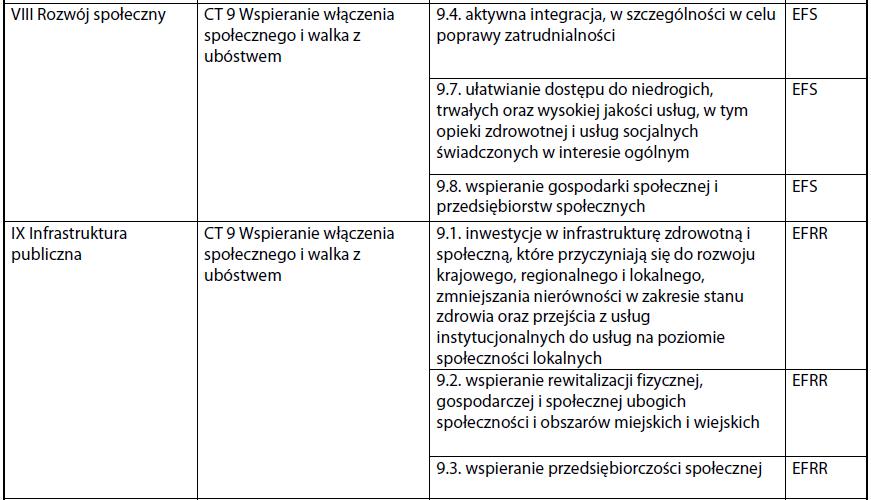 VIII Rozwój społeczny
CT 9 Wspieranie włączenia
społecznego i walka z
ubóstwem
9.4. aktywna integracja, w szczególności w celu
poprawy zatrudnialności
EFS
9.7. ułatwianie dostępu do niedrogich,
trwałych oraz wysokiej jakości usług, w tym
opieki zdrowotnej i usług socjalnych
świadczonych w interesie ogólnym
EFS
9.8. wspieranie gospodarki społecznej i
przedsiębiorstw społecznych
EFS
IX Infrastruktura
publiczna
CT 9 Wspieranie włączenia
społecznego i walka z
ubóstwem
9.1. inwestycje w infrastrukturę zdrowotną i
społeczną, które przyczyniają się do rozwoju
krajowego, regionalnego i lokalnego,
zmniejszania nierówności w zakresie stanu
zdrowia oraz przejścia z usług
instytucjonalnych do usług na poziomie
społeczności lokalnych
EFRR
9.2. wspieranie rewitalizacji fizycznej,
gospodarczej i społecznej ubogich
społeczności i obszarów miejskich i wiejskich
EFRR
9.3. wspieranie przedsiębiorczości społecznej
EFRR